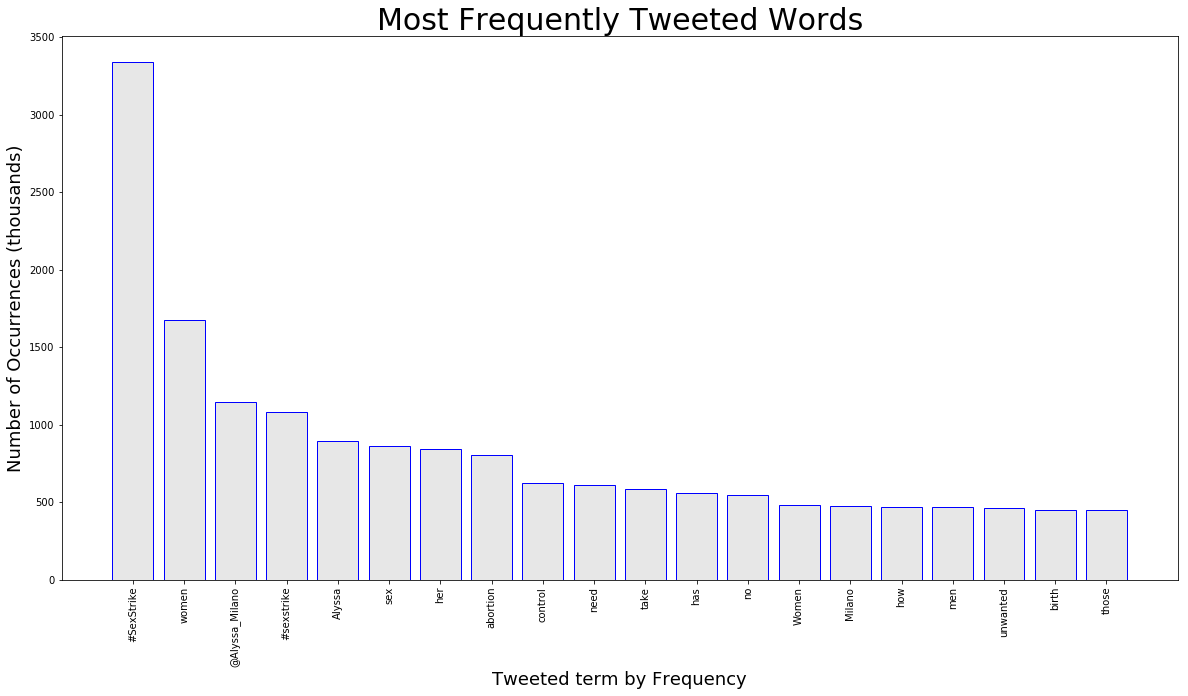 Most Frequently Tweeted Words
Number of Occurrences (thousands)
3500
3000
2500
2000
1500
1000
500
0
#SexStrike
women
@Alyssa_Milano
#sexstrike
Alyssa
sex
her
abortion
control
need
take
has
no
Women
Milano
how
men
unwanted
birth
those
Tweeted term by Frequency